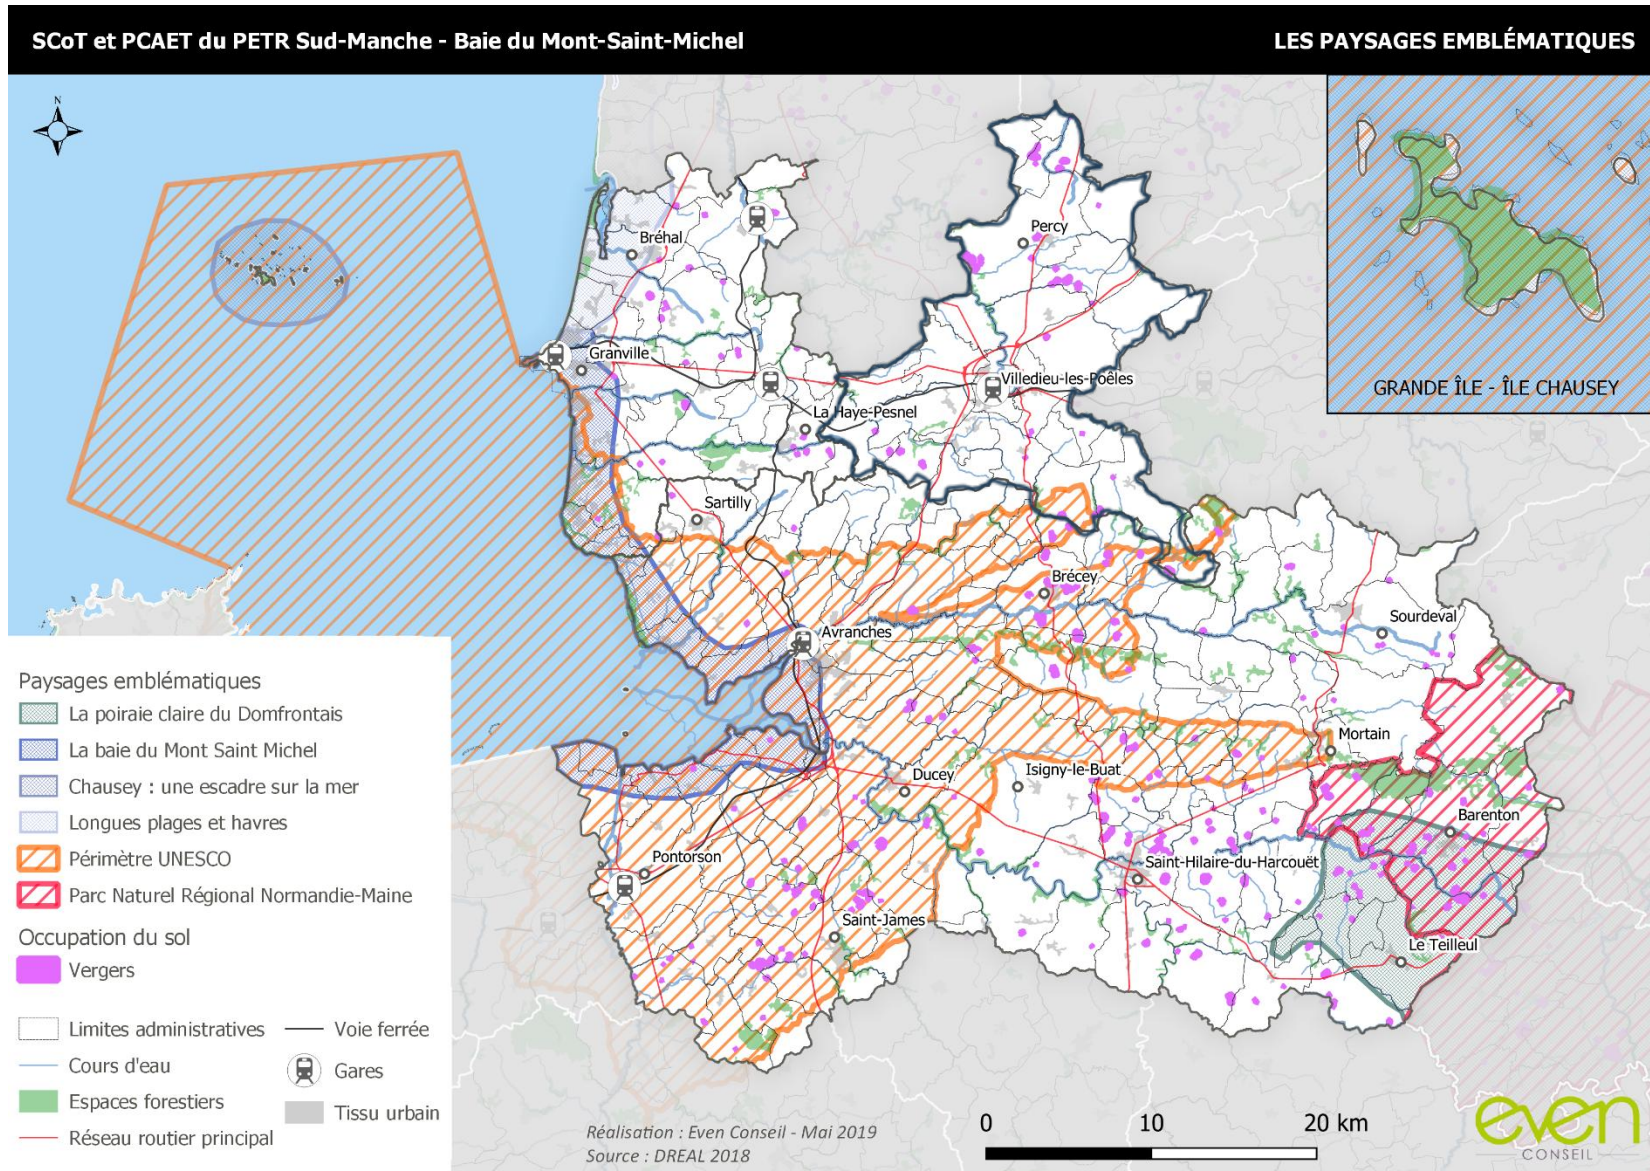 SCoT et PCAET du PETR Sud-Manche - Baie du Mont-Saint-Michel
LES PAYSAGES EMBLÉMATIQUES
N
GRANDE ÎLE - ÎLE CHAUSEY
Percy
Bréhal
Granville
Villedieu-les-Poêles
La Haye-Pesnel
Sartilly
Brécey
Avranches
Sourdeval
Mortain
Ducey
Isigny-le-Buat
Barenton
Pontorson
Saint-Hilaire-du-Harcouët
Saint-James
Le Teilleul
Paysages emblématiques
La poiraie claire du Domfrontais
La baie du Mont Saint Michel
Chausey : une escadre sur la mer
Longues plages et havres
Périmètre UNESCO
Parc Naturel Régional Normandie-Maine
Occupation du sol
Vergers
Limites administratives
Voie ferrée
Cours d'eau
Gares
Espaces forestiers
Tissu urbain
Réseau routier principal
Réalisation : Even Conseil - Mai 2019
Source : DREAL 2018
0 10 20 km
even
CONSEIL